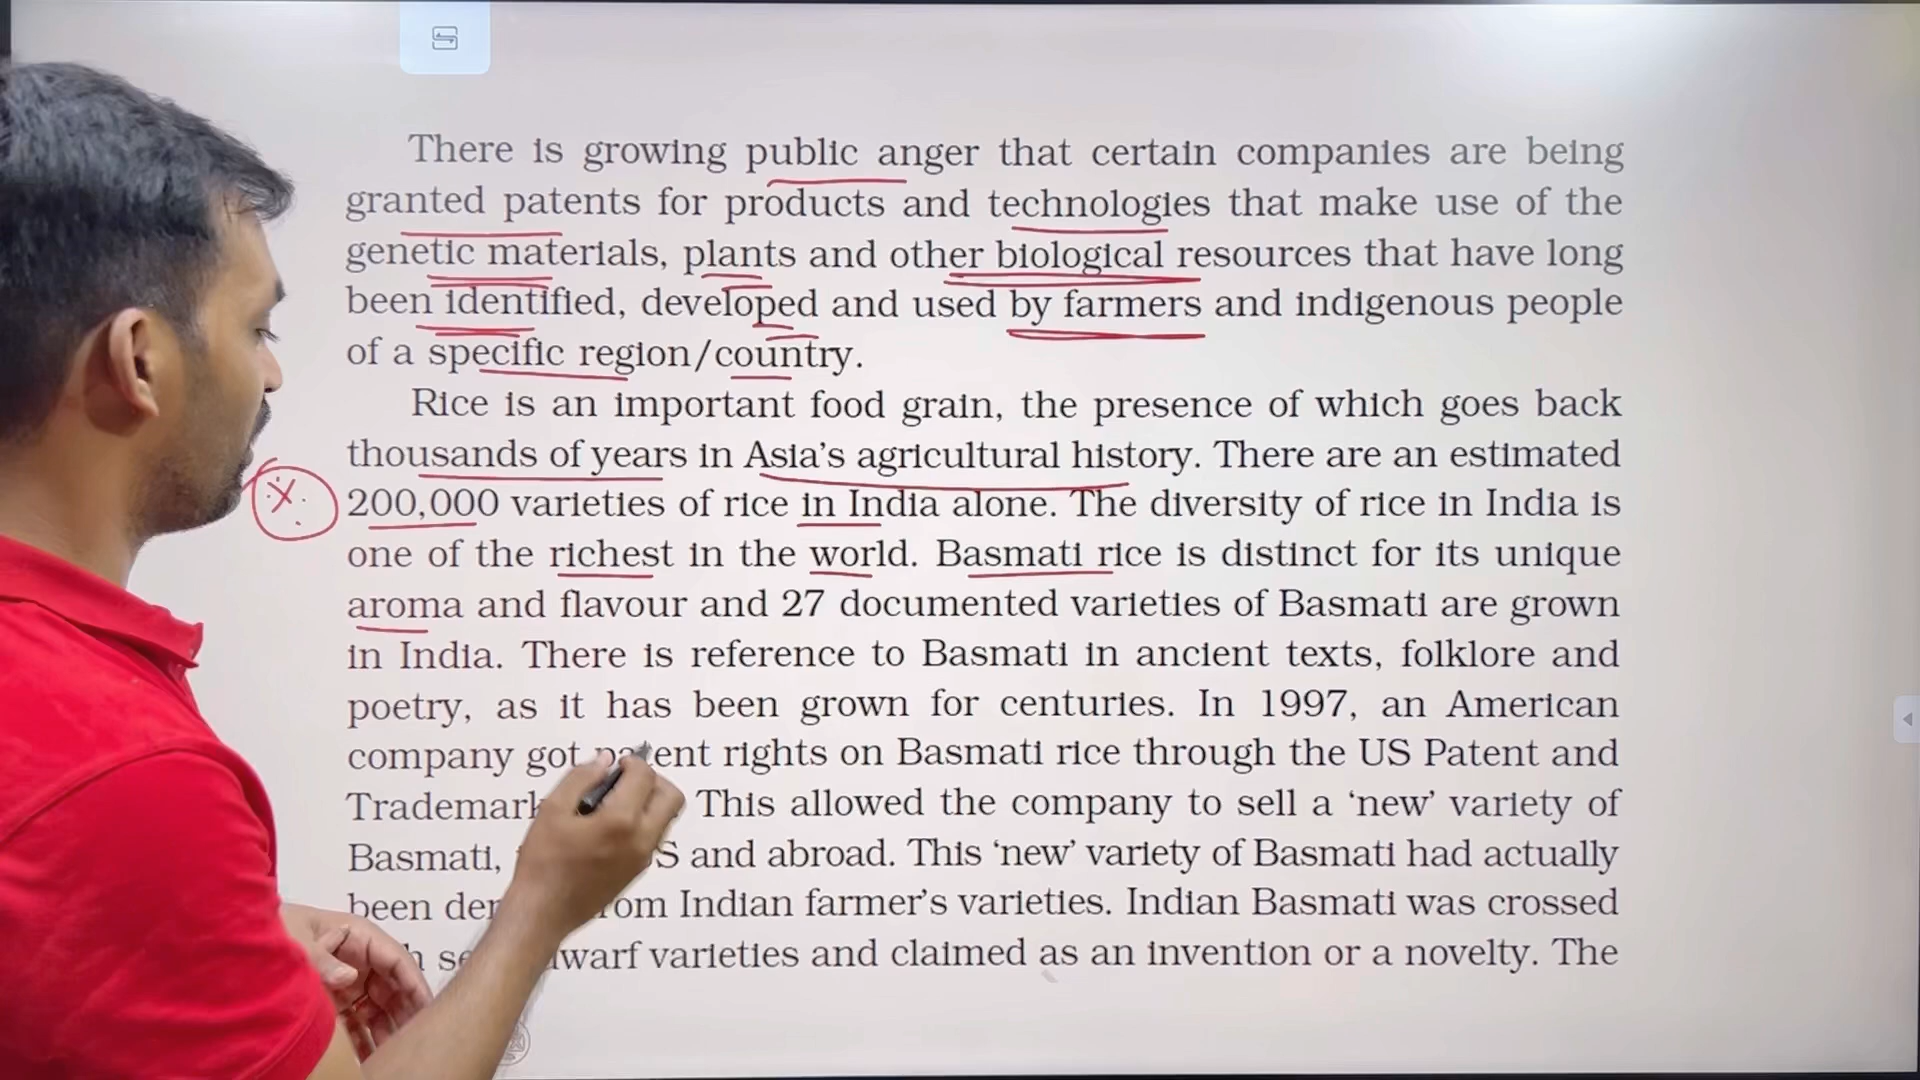 There is growing public anger that certain companies are being
granted patents for products and technologies that make use of the
genetic materials, plants and other biological resources that have long
been identified, developed and used by farmers and indigenous people
of a specific region/country.
Rice is an important food grain, the presence of which goes back
thousands of years in Asia's agricultural history. There are an estimated
200,000 varieties of rice in India alone. The diversity of rice in India is
one of the richest in the world. Basmati rice is distinct for its unique
aroma and flavour and 27 documented varieties of Basmati are grown
in India. There is reference to Basmati in ancient texts, folklore and
poetry, as it has been grown for centuries. In 1997, an American
company got patent rights on Basmati rice through the US Patent and
Trademark This allowed the company to sell a 'new' variety of
Basmati, US and abroad. This 'new' variety of Basmati had actually
been from Indian farmer's varieties. Indian Basmati was crossed
dwarf varieties and claimed as an invention or a novelty. The